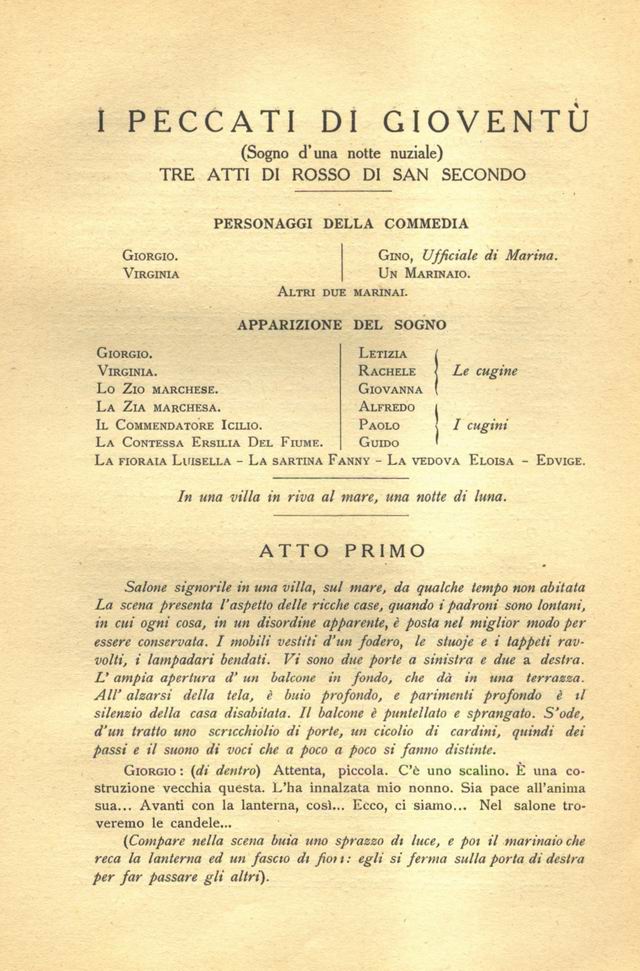 I PECCATI DI GIOVENTÙ
(Sogno d'una notte nuziale)
TRE ATTI DI ROSSO DI SAN SECONDO
PERSONAGGI DELLA COMMEDIA
GIORGIO.
VIRGINIA
GINO, Ufficiale di Marina.
UN MARINAIO.
ALTRI DUE MARINAI.
APPARIZIONE DEL SOGNO
GIORGIO.
VIRGINIA.
LO ZIO MARCHESE.
LA ZIA MARCHESA.
IL COMMENDATORE ICILIO.
LA CONTESSA ERSILIA DEL FIUME.
LETIZIA
RACHELE
GIOVANNA
Le cugine
ALFREDO
PAOLO
GUIDO
I cugini
LA FIORAIA LUISELLA – LA SARTINA FANNY – LA VEDOVA ELOISA – EDVIGE.
In una villa in riva al mare, una notte di luna.
ATTO PRIMO
Salone signorile in una villa, sul mare, da qualche tempo non abitata
La scena presenta l'aspetto delle ricche case, quando i padroni sono lontani,
in cui ogni cosa, in un disordine apparente, è posta nel miglior modo per
essere conservata. I mobili vestiti d'un fodero, le stuoje e i tappeti rav-
volti, i lampadari bendati. Vi sono due porte a sinistra e due a destra.
L'ampia apertura d'un balcone in fondo, che dà in una terrazza.
All'alzarsi della tela, è buio profondo, e parimenti profondo è il
silenzio della casa disabitata. Il balcone è puntellato e sprangato. S'ode,
d'un tratto uno scricchiolio di porte, un cicolio di cardini, quindi dei
passi e il suono di voci che a poco a poco si fanno distinte.
GIORGIO: (di dentro) Attenta, piccola. C'è uno scalino. È una co-
struzione vecchia questa. L'ha innalzata mio nonno. Sia pace all'anima
sua... Avanti con la lanterna, così... Ecco, ci siamo... Nel salone tro-
veremo le candele...
(Compare nella scena buia uno sprazzo di luce, e poi il marinaio che
reca la lanterna ed un fascio di fiori: egli si ferma sulla porta di destra
per far passare gli altri).